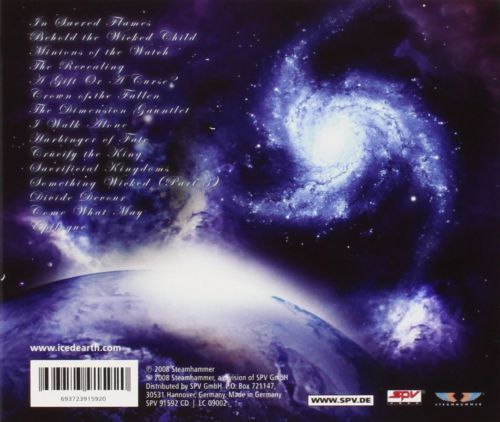 In Sacred Flames
Behold the Wicked Child
Minions of the Watch
The Revealing
A Gift Or A Curse?
Crown of the Fallen
The Dimension Gauntlet
I Walk Alone
Harbinger of Fate
Crucify the King
Sacrificial Kingdoms
Something Wicked (Part 3)
Divide Devour
Come What May
Epilogue
www.icedearth.com
693723915920
℗ 2008 Steamhammer
© 2008 Steamhammer, a division of SPV GmbH
Distributed by SPV GmbH. P.O. Box 721147,
30531 Hannover, Germany, Made in Germany
SPV 91592 CD | LC 09002
WWW.SPV.DE
SPV
STEAMHAMMER